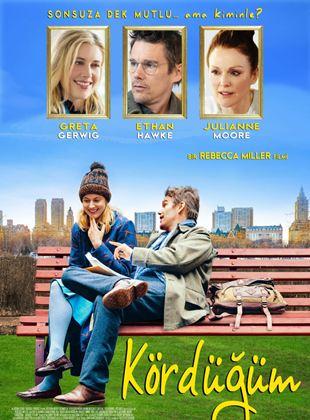 SONSUZA DEK MUTLU... ama kiminle?
GRETA GERWIG
ETHAN HAWKE
JULIANNE MOORE
BİR REBECCA MILLER FİLMİ
Kördüğüm